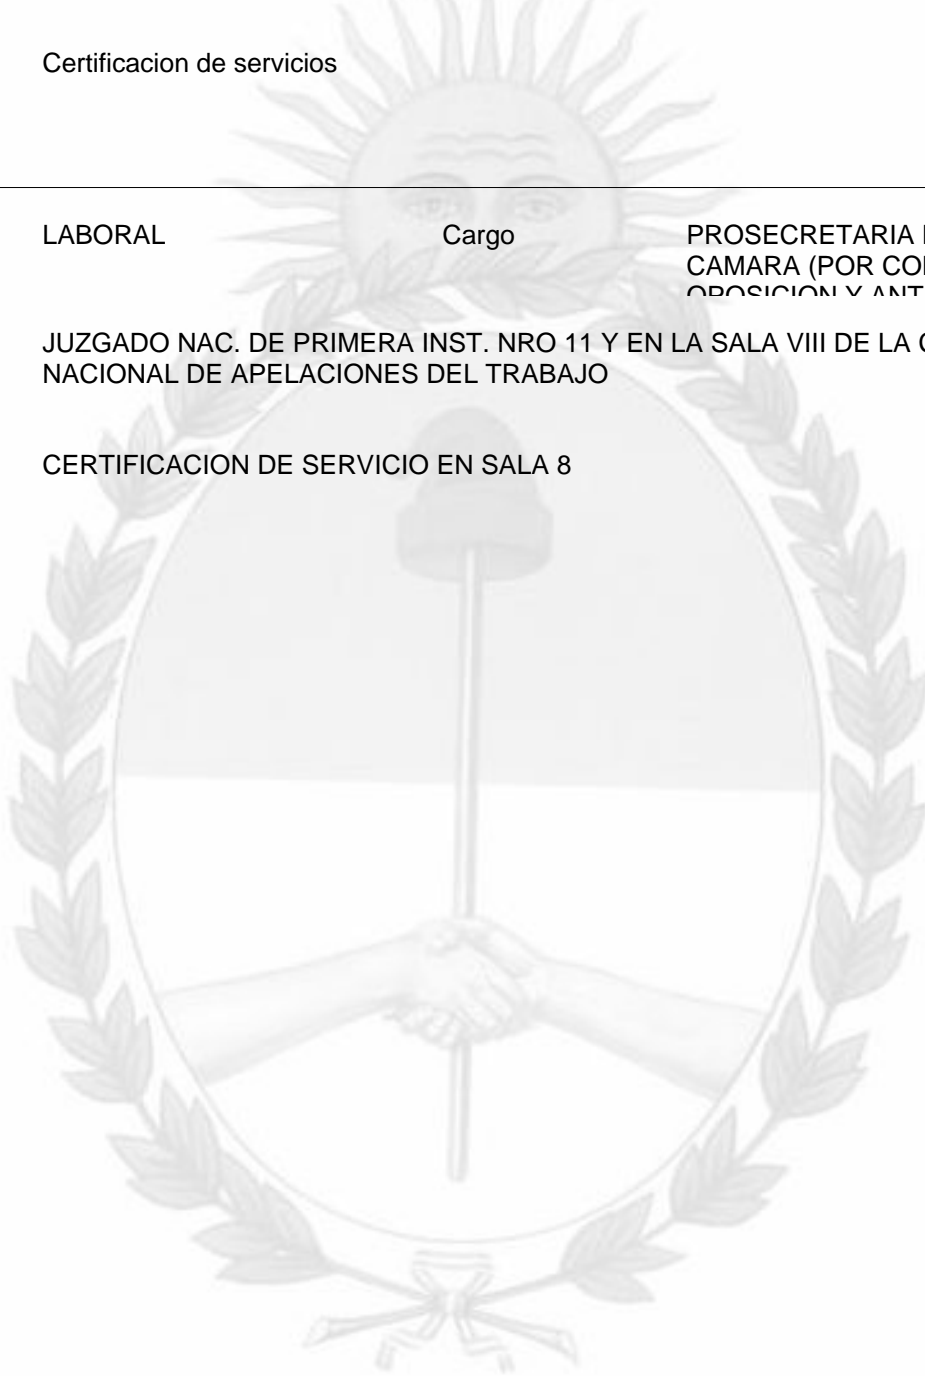 Certificacion de servicios
LABORAL Cargo PROSECRETARIA
CAMARA (POR
OPOSICION Y
JUZGADO NAC. DE PRIMERA INST. NRO 11 Y EN LA SALA VIII DE LA
NACIONAL DE APELACIONES DEL TRABAJO
CERTIFICACION DE SERVICIO EN SALA 8